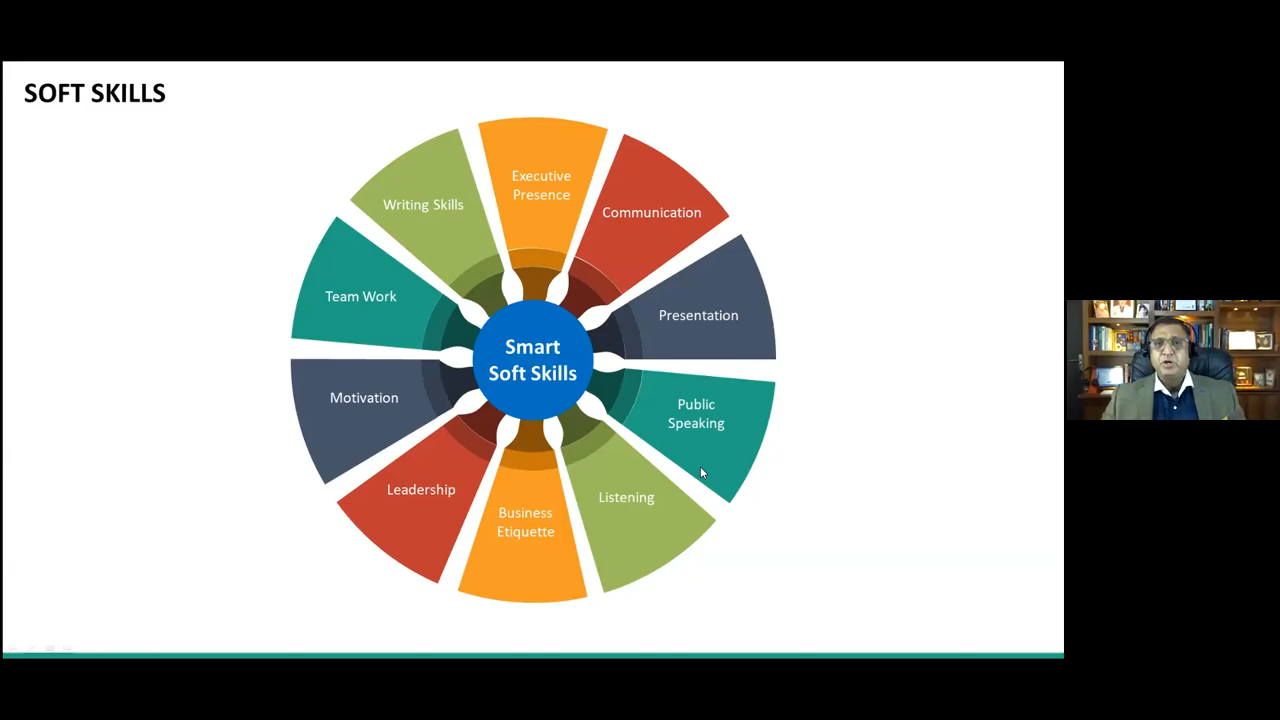 SOFT SKILLS
Executive
Presence
Communication
Presentation
Public
Speaking
Listening
Business
Etiquette
Leadership
Motivation
Team Work
Writing Skills
Smart
Soft Skills